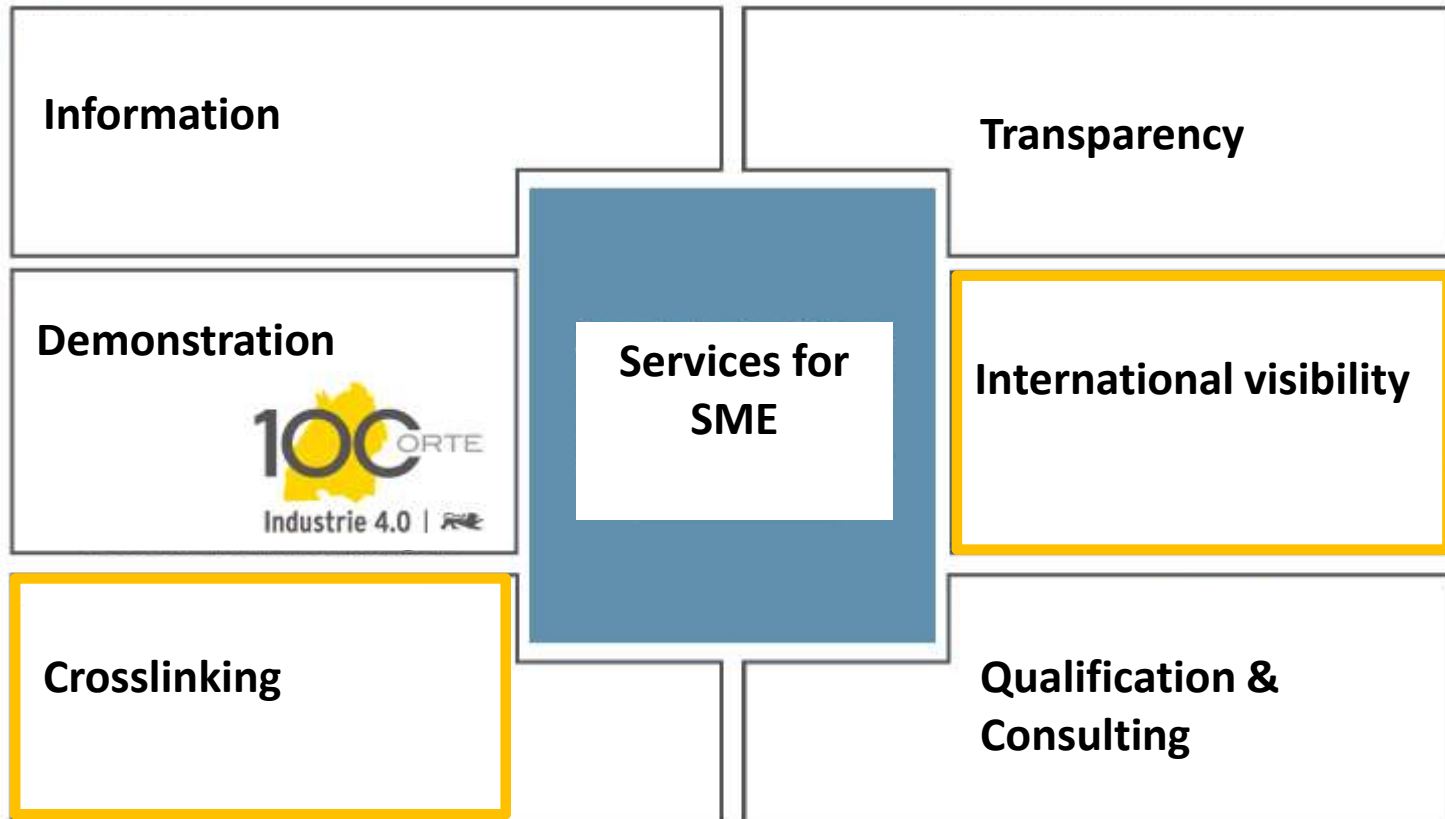 Information
Transparency
Demonstration
100 ORTE
Industrie 4.0 |
Services for
SME
International visibility
Crosslinking
Qualification &
Consulting